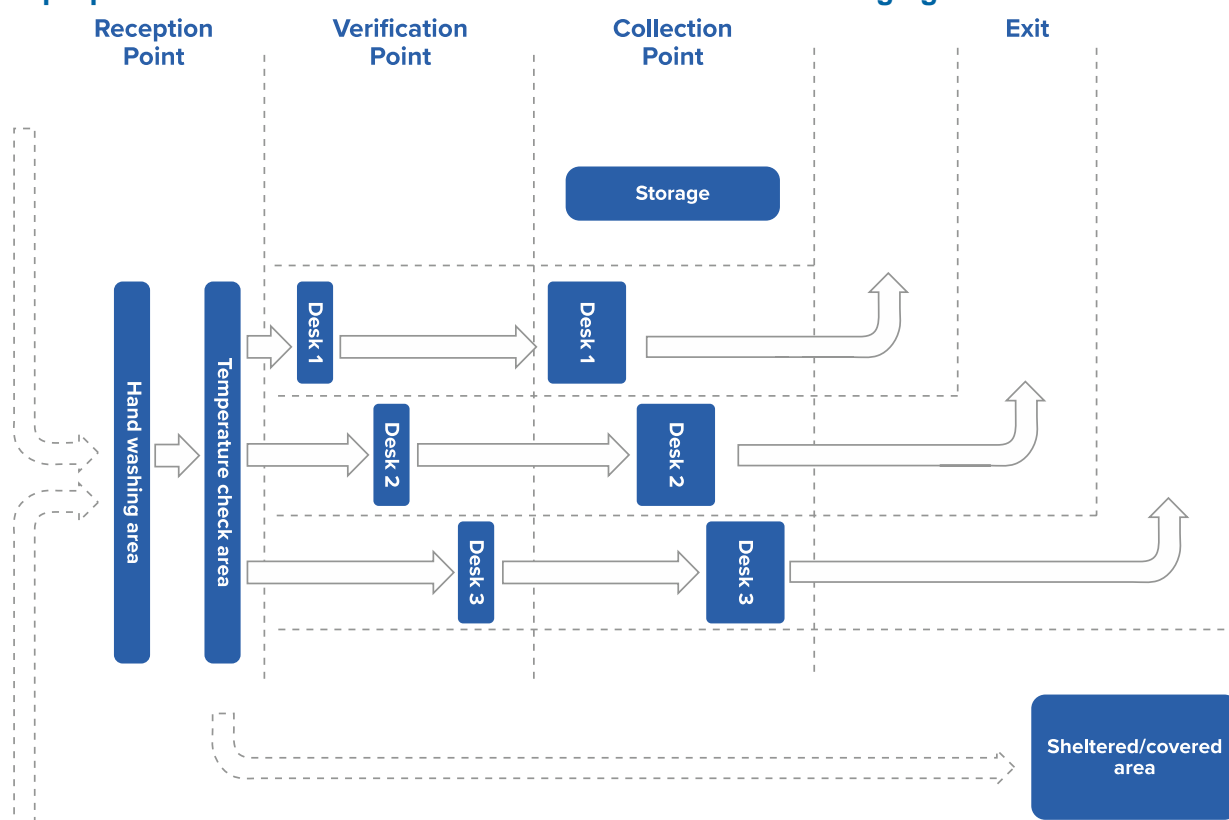 Reception
Point
Verification
Point
Collection
Point
Exit
Storage
Hand washing area
Temperature check area
Desk 1
Desk 1
Desk 2
Desk 2
Desk 3
Desk 3
Sheltered/covered
area